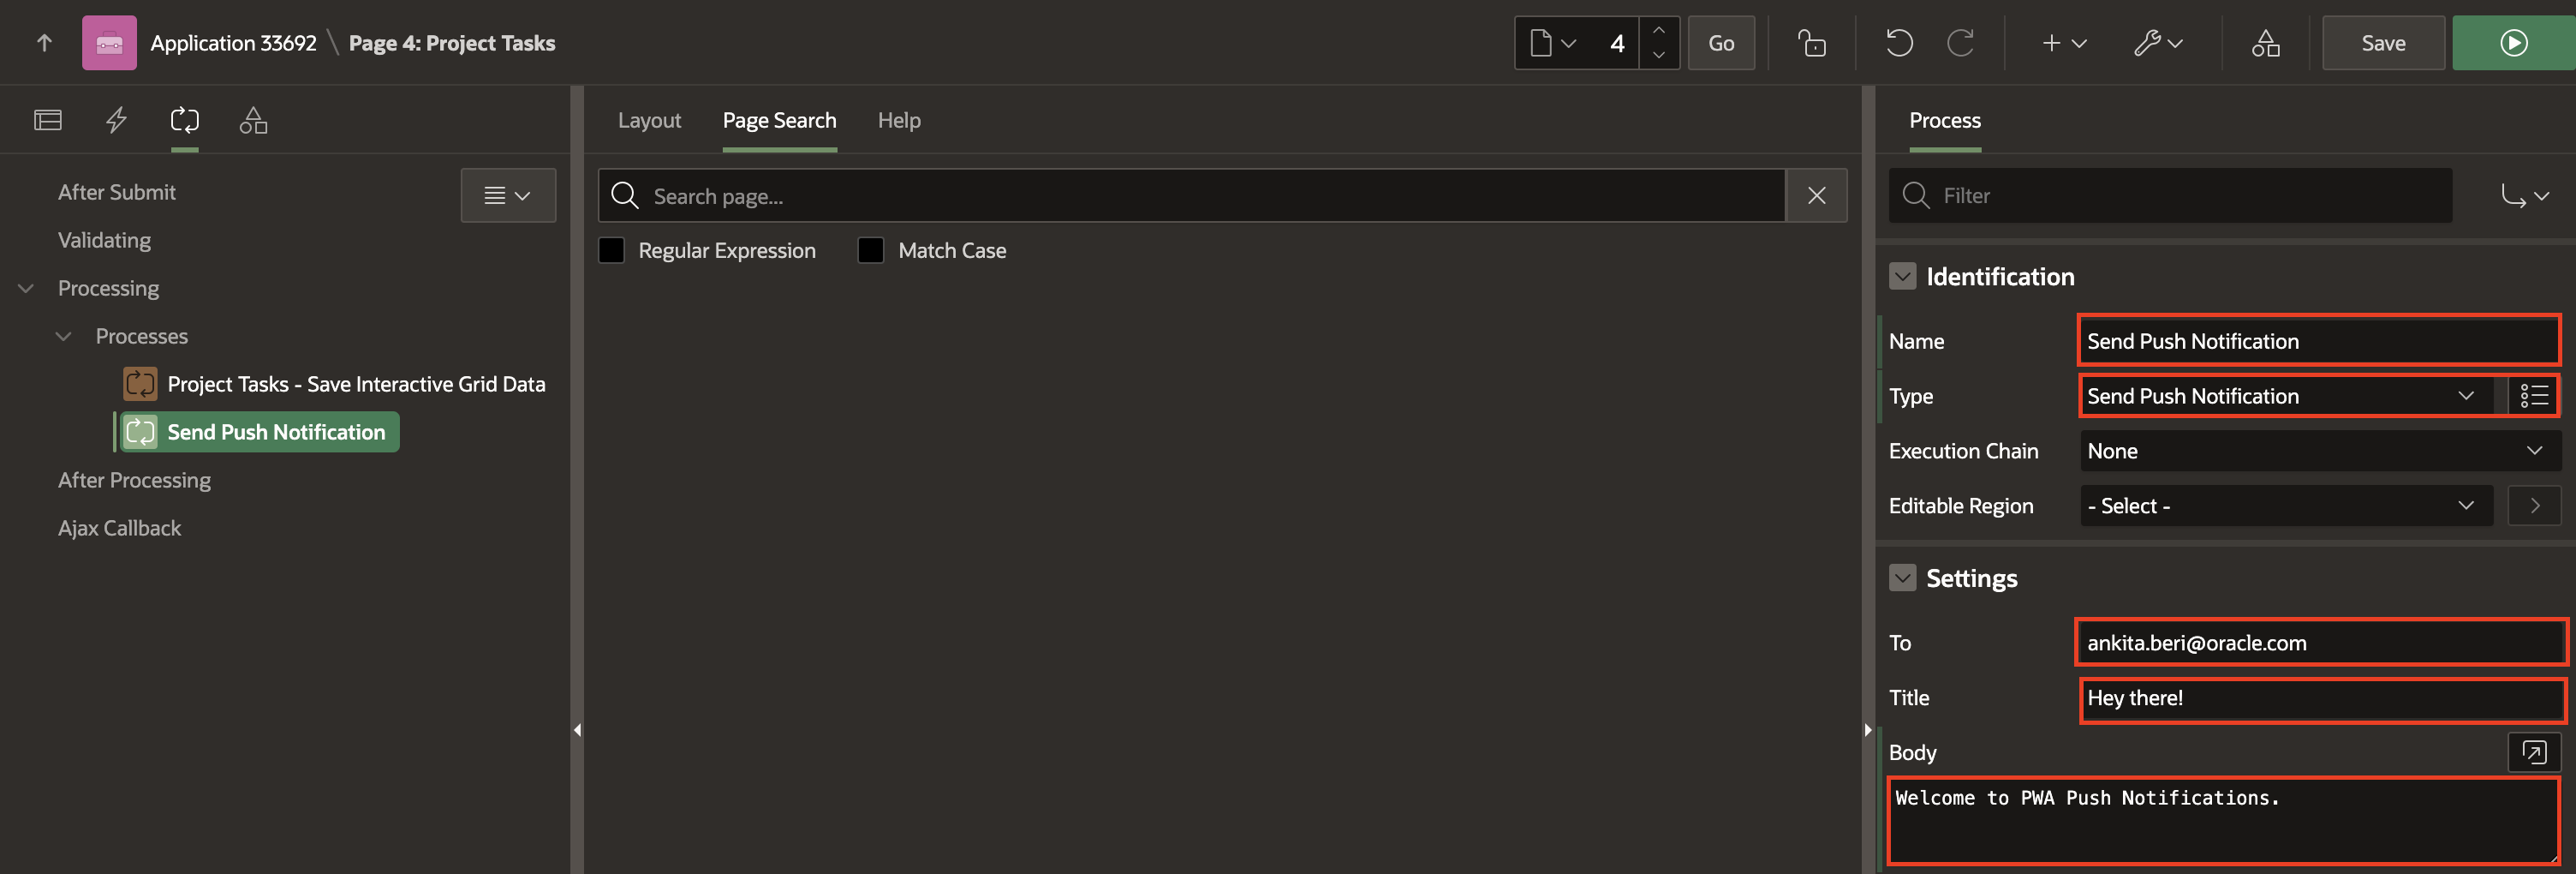 Application 33692 \ Page 4: Project Tasks
4
Go
Save
After Submit
Validating
Processing
Processes
Project Tasks - Save Interactive Grid Data
Send Push Notification
After Processing
Ajax Callback
Layout
Page Search
Help
Search page...
Regular Expression
Match Case
Process
Filter
Identification
Name
Send Push Notification
Type
Send Push Notification
Execution Chain
None
Editable Region
- Select -
Settings
To
ankita.beri@oracle.com
Title
Hey there!
Body
Welcome to PWA Push Notifications.